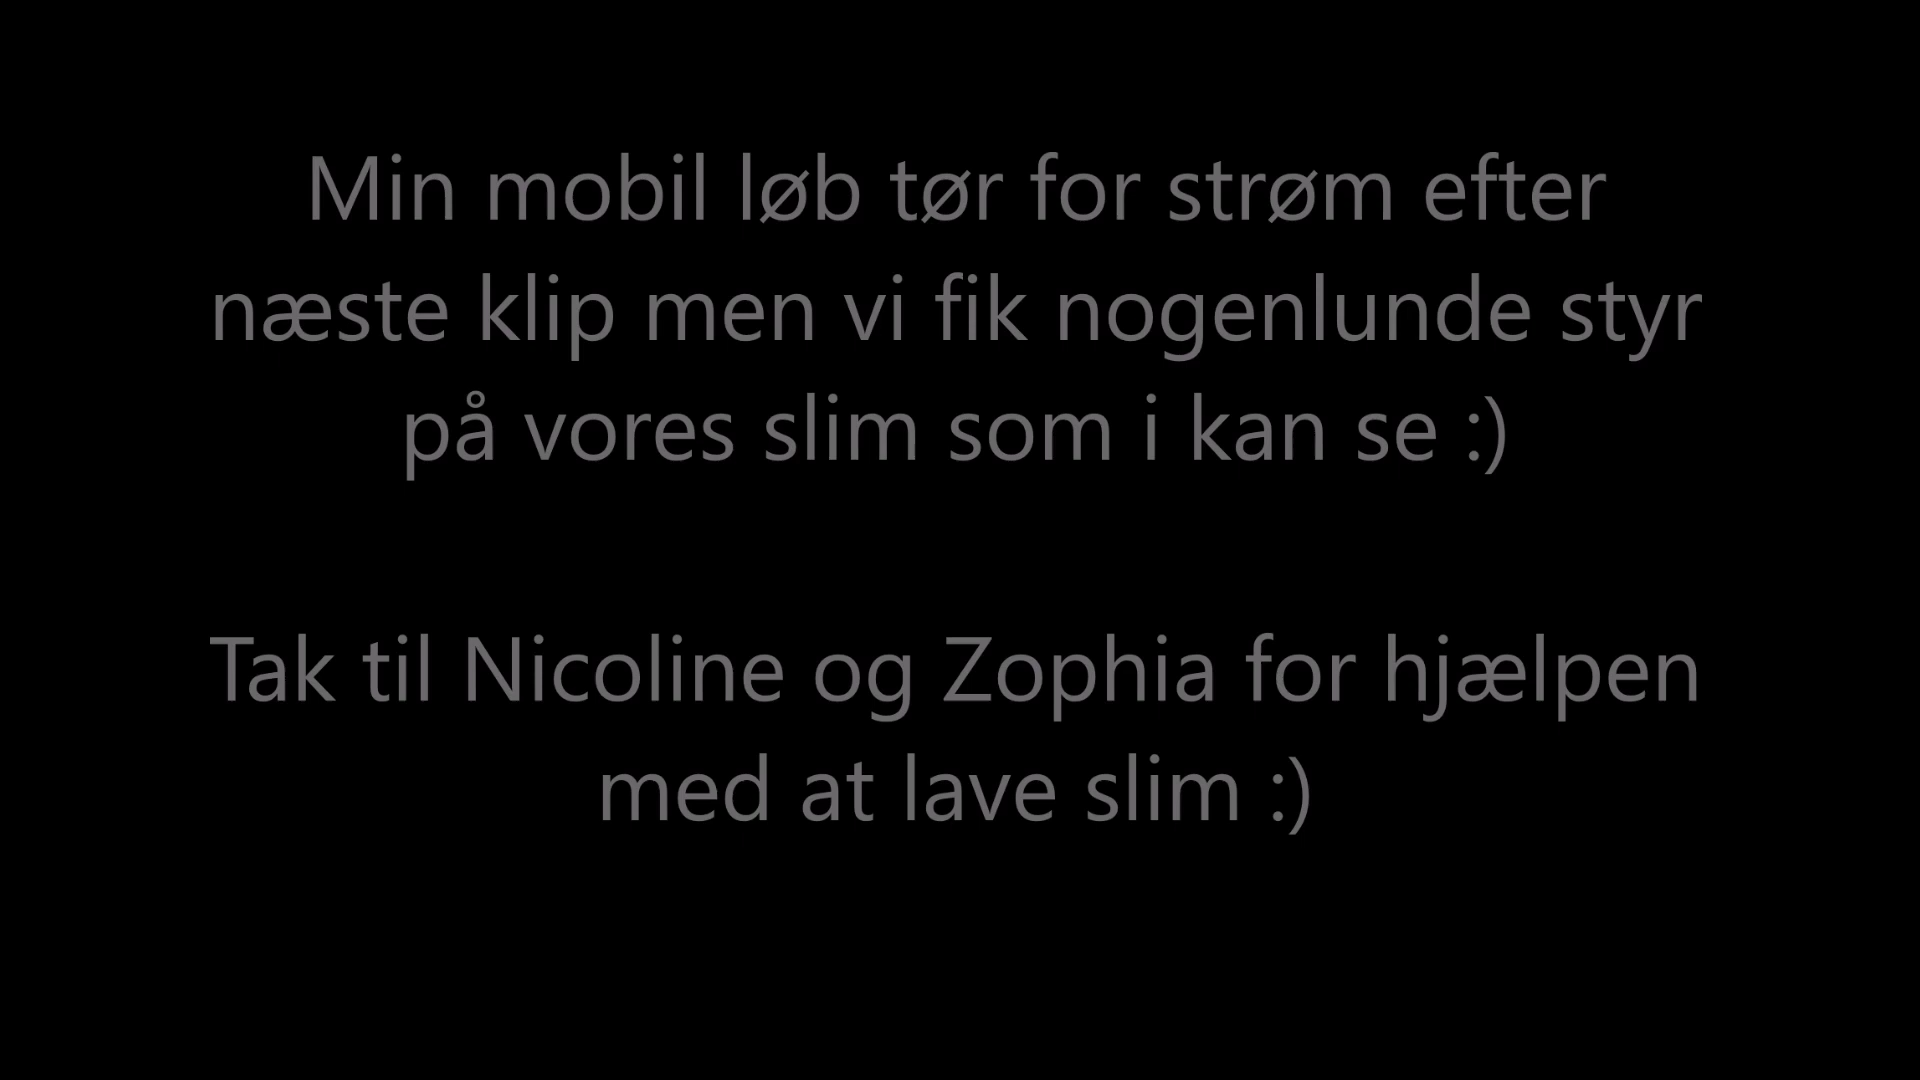 Min mobil løb tør for strøm efter
næste klip men vi fik nogenlunde styr
på vores slim som i kan se :)
Tak til Nicoline og Zophia for hjælpen
med at lave slim :)